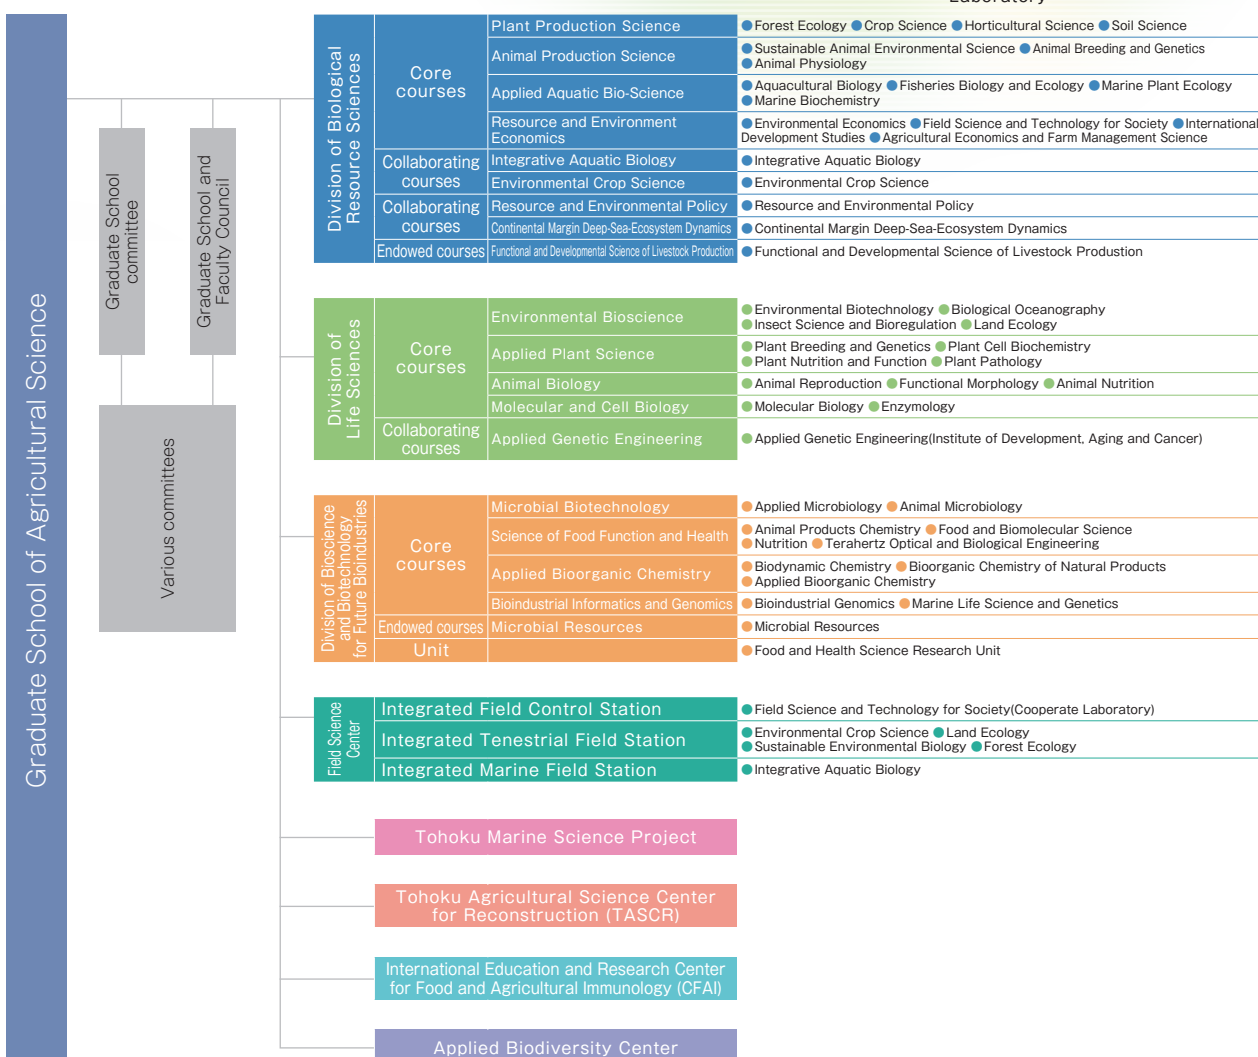 Laboratory
Graduate School of Agricultural Science
Graduate School
committee
Graduate School and
Faculty Council
Various committees
Division of Biological
Resource Sciences
Core
courses
Plant Production Science
● Forest Ecology ● Crop Science ● Horticultural Science ● Soil Science
Animal Production Science
● Sustainable Animal Environmental Science ● Animal Breeding and Genetics
● Animal Physiology
Applied Aquatic Bio-Science
● Aquacultural Biology ● Fisheries Biology and Ecology ● Marine Plant Ecology
● Marine Biochemistry
Resource and Environment
Economics
● Environmental Economics ● Field Science and Technology for Society ● International
Development Studies ● Agricultural Economics and Farm Management Science
Collaborating
courses
Integrative Aquatic Biology
● Integrative Aquatic Biology
Environmental Crop Science
● Environmental Crop Science
Collaborating
courses
Resource and Environmental Policy
● Resource and Environmental Policy
Continental Margin Deep-Sea-Ecosystem Dynamics
● Continental Margin Deep-Sea-Ecosystem Dynamics
Endowed courses
Functional and Developmental Science of Livestock Production
● Functional and Developmental Science of Livestock Produstion
Division of
Life Sciences
Core
courses
Environmental Bioscience
● Environmental Biotechnology ● Biological Oceanography
● Insect Science and Bioregulation ● Land Ecology
Applied Plant Science
● Plant Breeding and Genetics ● Plant Cell Biochemistry
● Plant Nutrition and Function ● Plant Pathology
Animal Biology
● Animal Reproduction ● Functional Morphology ● Animal Nutrition
Molecular and Cell Biology
● Molecular Biology ● Enzymology
Collaborating
courses
Applied Genetic Engineering
● Applied Genetic Engineering(Institute of Development, Aging and Cancer)
Division of Bioscience
and Biotechnology
for Future Bioindustries
Core
courses
Microbial Biotechnology
● Applied Microbiology ● Animal Microbiology
Science of Food Function and Health
● Animal Products Chemistry ● Food and Biomolecular Science
● Nutrition ● Terahertz Optical and Biological Engineering
Applied Bioorganic Chemistry
● Biodynamic Chemistry ● Bioorganic Chemistry of Natural Products
● Applied Bioorganic Chemistry
Bioindustrial Informatics and Genomics
● Bioindustrial Genomics ● Marine Life Science and Genetics
Endowed courses
Microbial Resources
● Microbial Resources
Unit
● Food and Health Science Research Unit
Field Science
Center
Integrated Field Control Station
● Field Science and Technology for Society(Cooperate Laboratory)
Integrated Tenestrial Field Station
● Environmental Crop Science ● Land Ecology
● Sustainable Environmental Biology ● Forest Ecology
Integrated Marine Field Station
● Integrative Aquatic Biology
Tohoku Marine Science Project
Tohoku Agricultural Science Center
for Reconstruction (TASCR)
International Education and Research Center
for Food and Agricultural Immunology (CFAI)
Applied Biodiversity Center